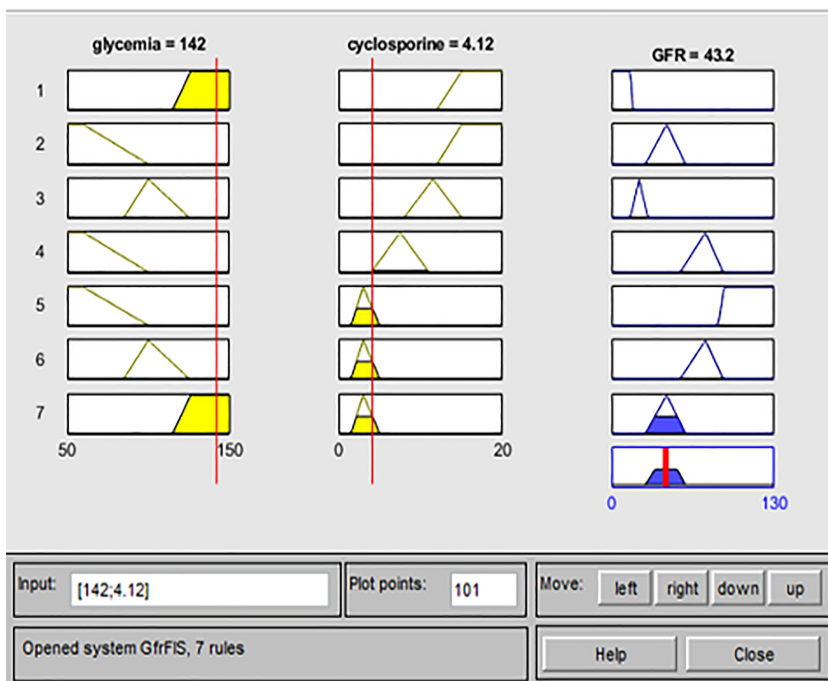 glycemia = 142
cyclosporine = 4.12
GFR = 43.2
1
2
3
4
5
6
7
50
150
0
20
0
130
Input:
[142;4.12]
Plot points:
101
Move:
left
right
down
up
Opened system GfrFIS, 7 rules
Help
Close